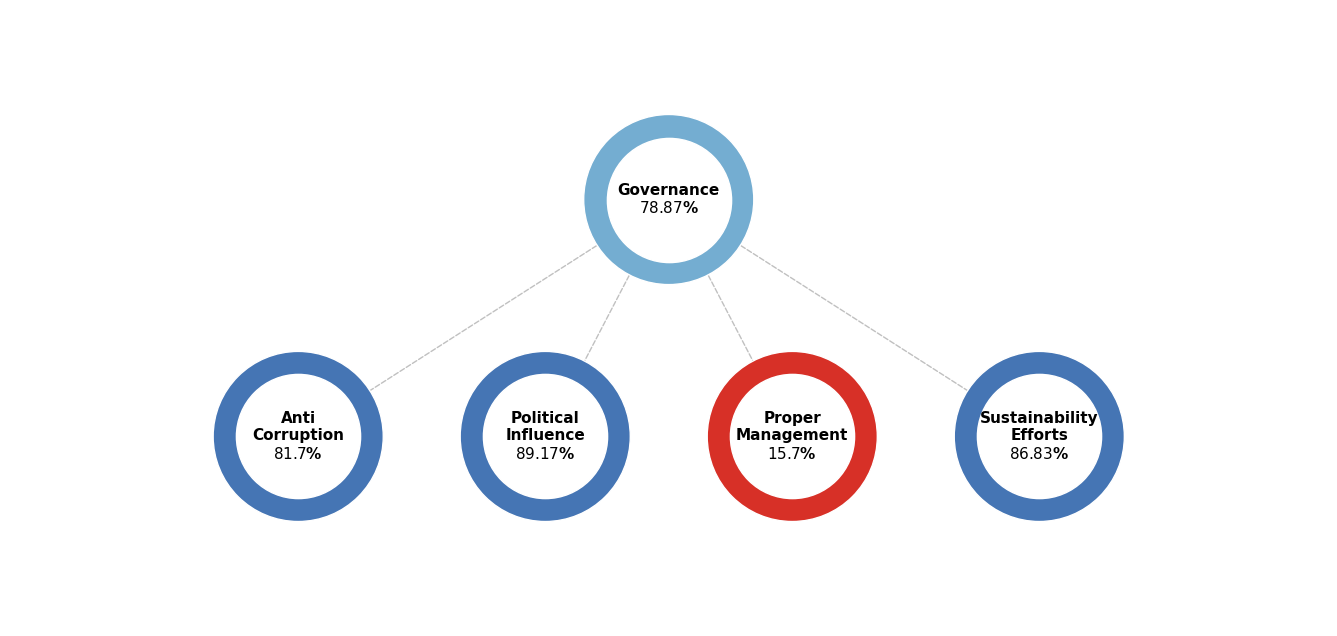 Governance
78.87%
Anti
Corruption
81.7%
Political
Influence
89.17%
Proper
Management
15.7%
Sustainability
Efforts
86.83%